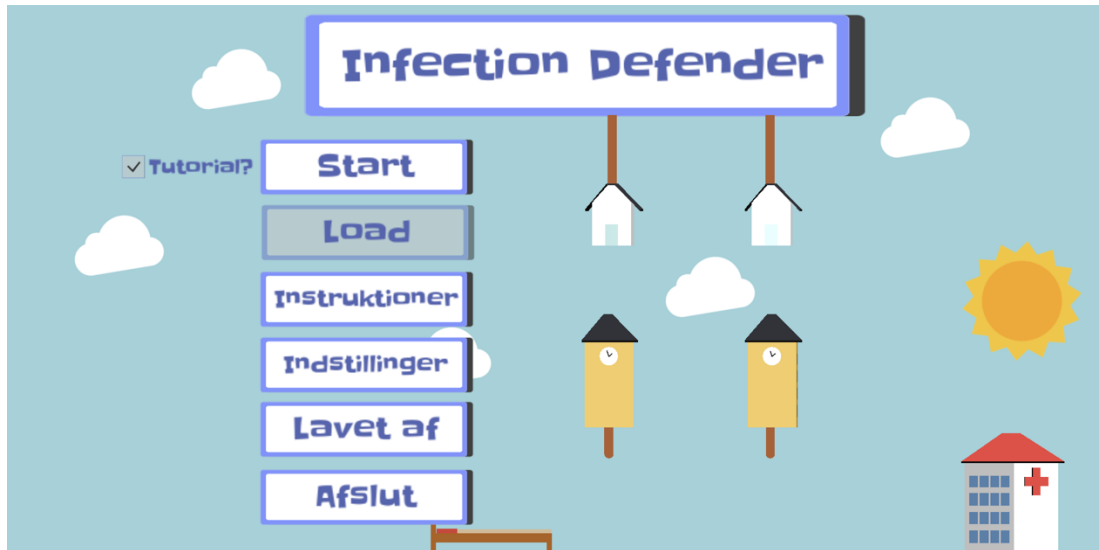 Infection Defender
Tutorial?
Start
Load
Instruktioner
Indstillinger
Lavet af
Afslut